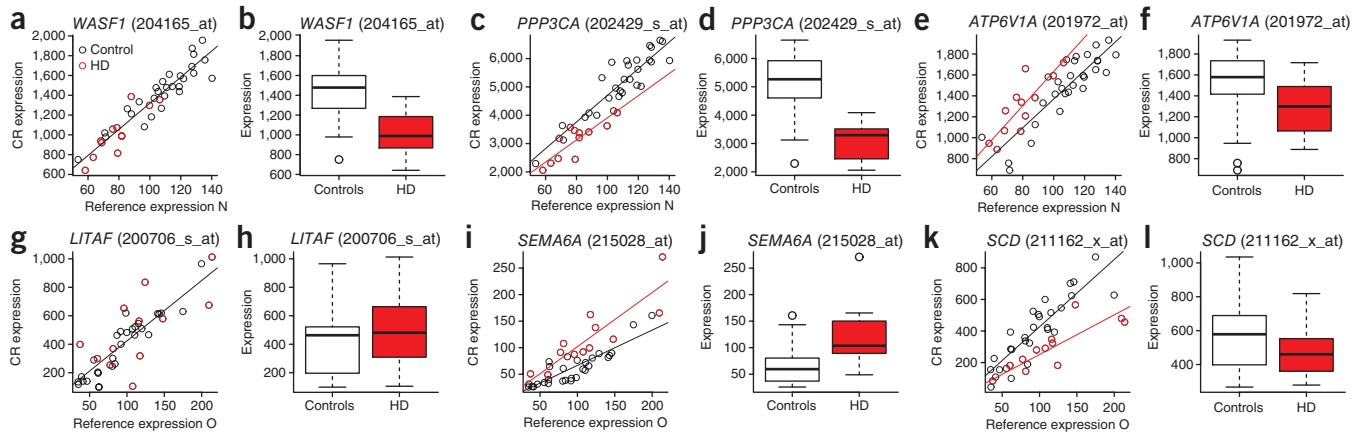 a WASF1 (204165_at)
CR expression
2,000
1,800
1,600
1,400
1,200
1,000
800
600
Control
HD
60 80 100 120 140
Reference expression N
b WASF1 (204165_at)
Expression
2,000
1,800
1,600
1,400
1,200
1,000
800
600
Controls HD
c PPP3CA (202429_s_at)
CR expression
6,000
5,000
4,000
3,000
2,000
60 80 100 120 140
Reference expression N
d PPP3CA (202429_s_at)
Expression
6,000
5,000
4,000
3,000
2,000
Controls HD
e ATP6V1A (201972_at)
CR expression
1,800
1,600
1,400
1,200
1,000
800
60 80 100 120 140
Reference expression N
f ATP6V1A (201972_at)
Expression
1,800
1,600
1,400
1,200
1,000
800
Controls HD
g LITAF (200706_s_at)
CR expression
1,000
800
600
400
200
50 100 150 200
Reference expression O
h LITAF (200706_s_at)
Expression
1,000
800
600
400
200
Controls HD
i SEMA6A (215028_at)
CR expression
250
200
150
100
50
50 100 150 200
Reference expression O
j SEMA6A (215028_at)
Expression
250
200
150
100
50
Controls HD
k SCD (211162_x_at)
CR expression
800
600
400
200
50 100 150 200
Reference expression O
l SCD (211162_x_at)
Expression
1,000
800
600
400
Controls HD